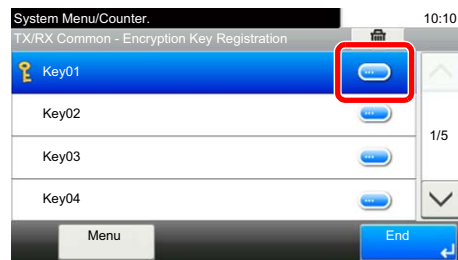 System Menu/Counter.
10:10
TX/RX Common - Encryption Key Registration
Key01
Key02
1/5
Key03
Key04
Menu
End